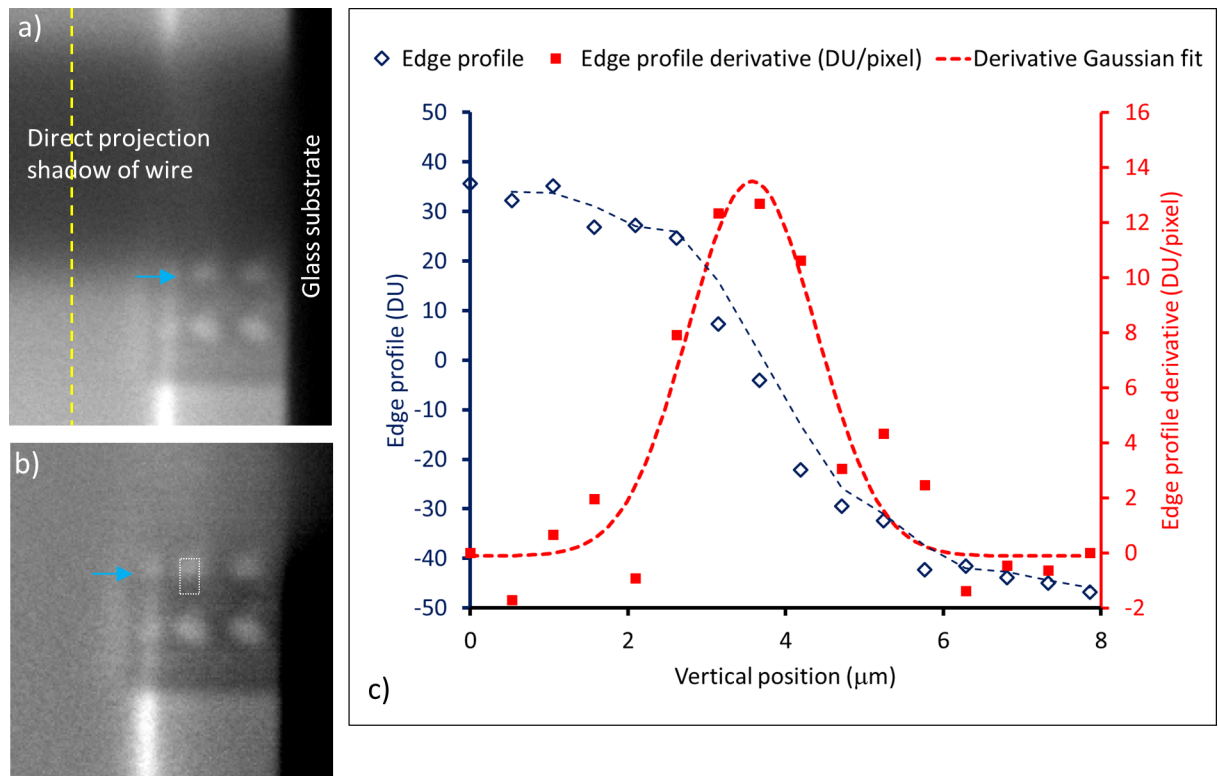 a)
Direct projection
shadow of wire
Glass substrate
b)
Edge profile Edge profile derivative (DU/pixel) Derivative Gaussian fit
50
40
30
20
10
0
-10
-20
-30
-40
-50
Edge profile (DU)
16
14
12
10
8
6
4
2
0
-2
Edge profile derivative (DU/pixel)
0 2 4 6 8
Vertical position (μm)
c)